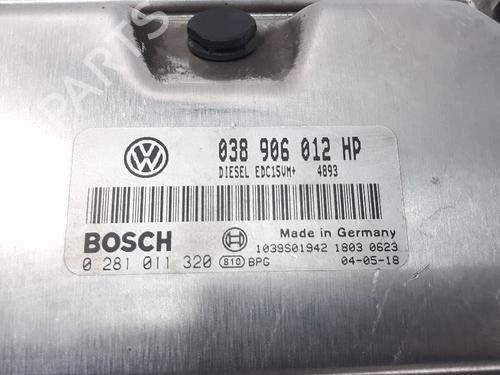 038 906 012 HP
DIESEL EDC15VM+ 4893
BOSCH
Made in Germany
1039S01942 1803 0623
0 281 011 320 810 BPG 04-05-18